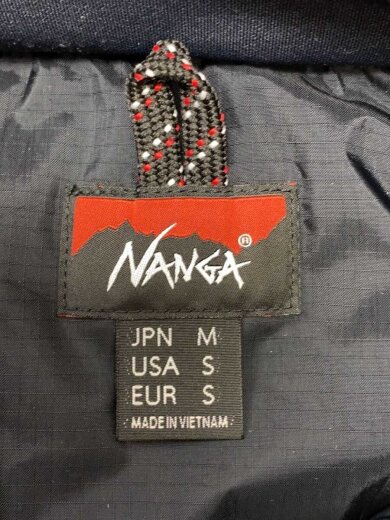 NANGA®
JPN M
USA S
EUR S
MADE IN VIETNAM